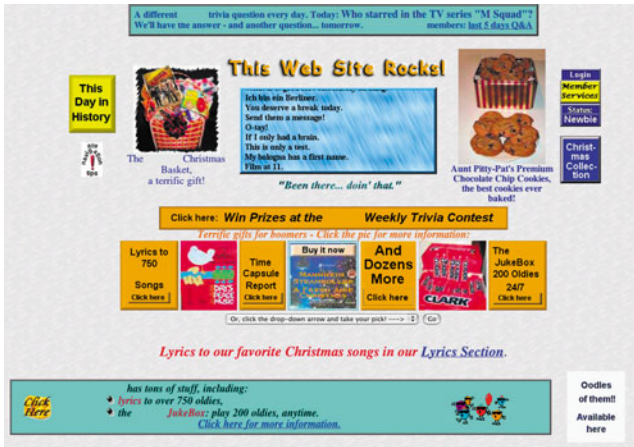 A different trivia question every day. Today: Who starred in the TV series "M Squad"?
We'll have the answer - and another question... tomorrow. members: last 5 days Q&A
This Web Site Rocks!
This
Day in
History
Ich bin ein Berliner.
You deserve a break today.
Send them a message!
O-tay!
If I only had a brain.
This is only a test.
My bologna has a first name.
Film at 11.
"Been there... doin' that."
The Christmas
Basket,
a terrific gift!
Aunt Pitty-Pat's Premium
Chocolate Chip Cookies,
the best cookies ever
baked!
Login
Member
Services
Status:
Newbie
Christ-
mas
Collec-
tion
Click here: Win Prizes at the Weekly Trivia Contest
Terrific gifts for boomers - Click the pic for more information:
Lyrics to
750
Songs
Click here
DAYS
PEACE
MUSIC
Time
Capsule
Report
Click here
Buy it now
MANNHEIM
STEAMROLLER
And
Dozens
More
Click here
CLARK
The
JukeBox
200 Oldies
24/7
Click here
Or, click the drop-down arrow and take your pick! ---->
Go
Lyrics to our favorite Christmas songs in our Lyrics Section.
Click
Here
has tons of stuff, including:
lyrics to over 750 oldies,
the JukeBox: play 200 oldies, anytime.
Click here for more information.
Oodles
of them!!
Available
here